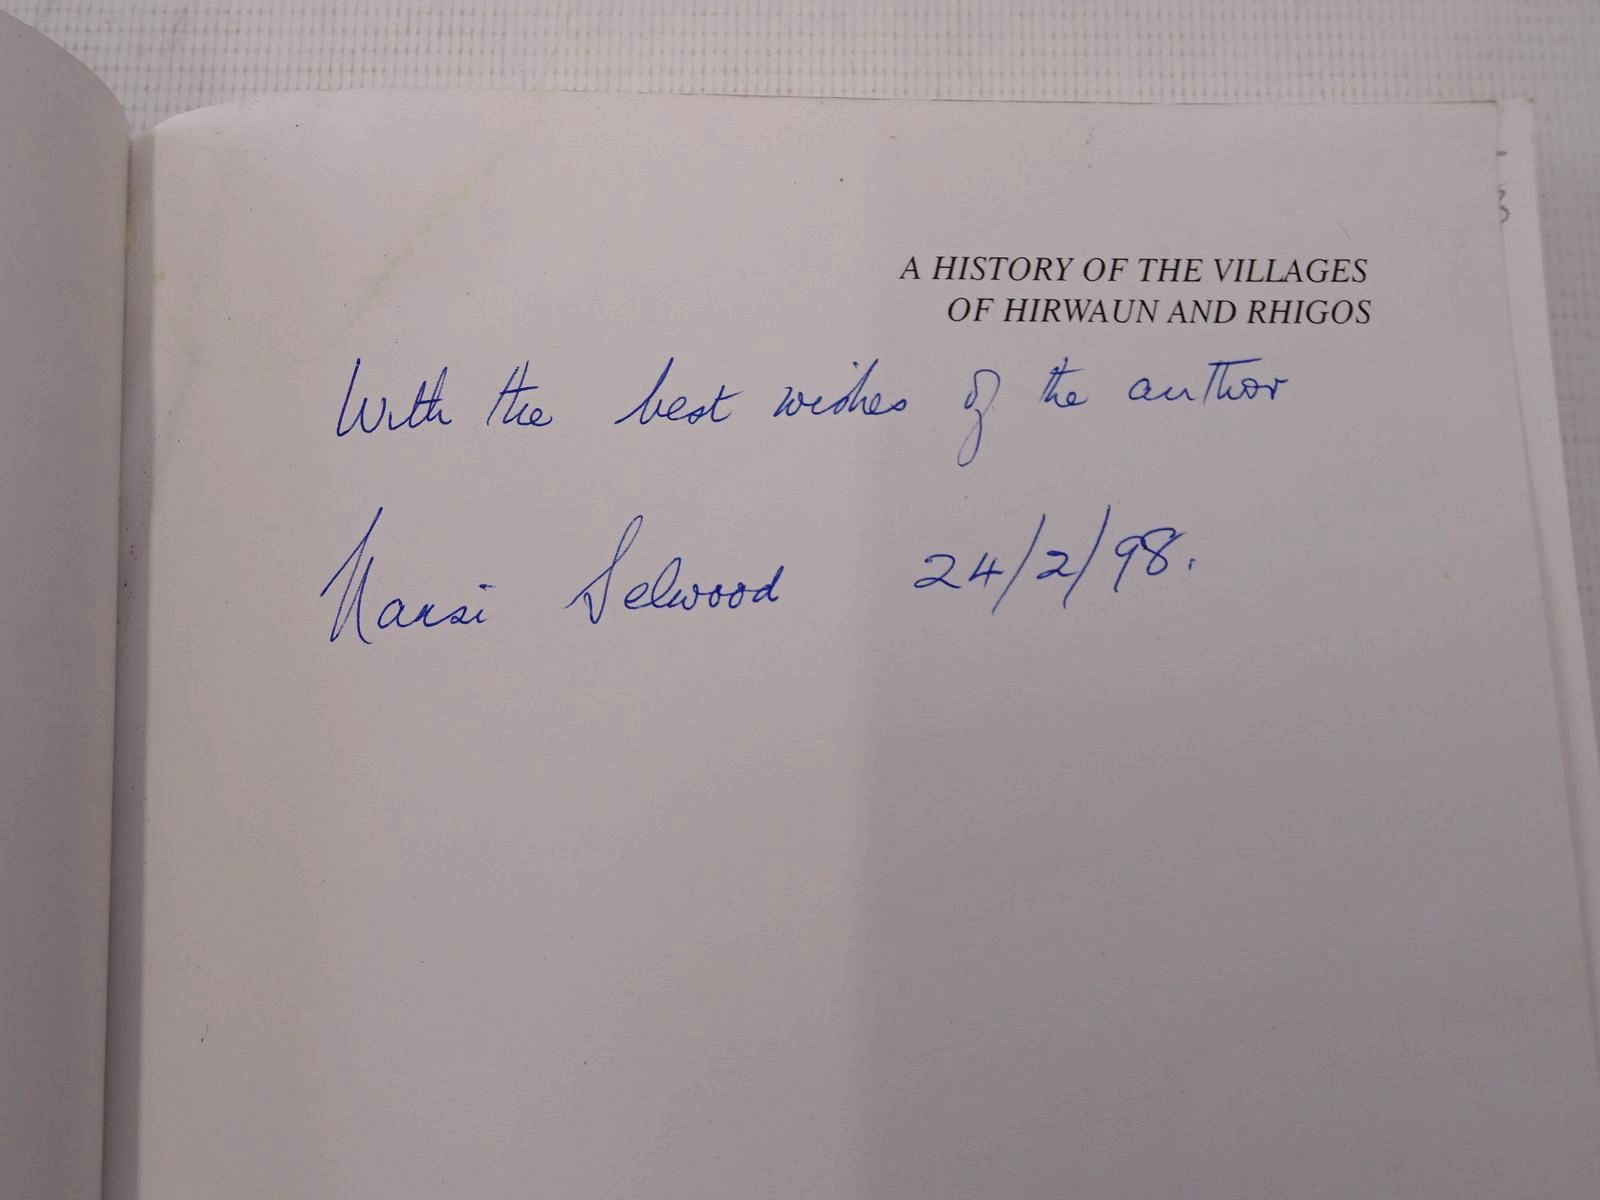 A HISTORY OF THE VILLAGES
OF HIRWAUN AND RHIGOS
With the best wishes of the author
Nansi Selwood 24/2/98.